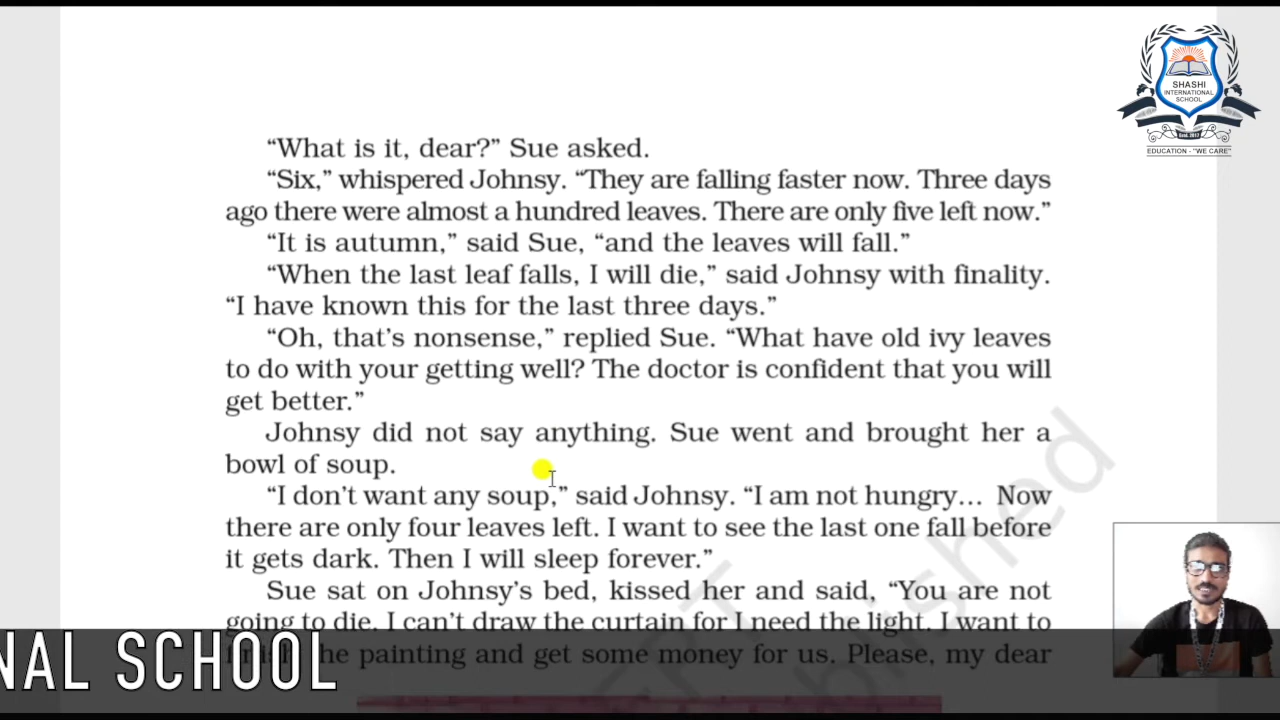 “What is it, dear?” Sue asked.
“Six,” whispered Johnsy. “They are falling faster now. Three days
ago there were almost a hundred leaves. There are only five left now.”
“It is autumn,” said Sue, “and the leaves will fall.”
“When the last leaf falls, I will die,” said Johnsy with finality.
“I have known this for the last three days.”
“Oh, that’s nonsense,” replied Sue. “What have old ivy leaves
to do with your getting well? The doctor is confident that you will
get better.”
Johnsy did not say anything. Sue went and brought her a
bowl of soup.
“I don’t want any soup,” said Johnsy. “I am not hungry… Now
there are only four leaves left. I want to see the last one fall before
it gets dark. Then I will sleep forever.”
Sue sat on Johnsy’s bed, kissed her and said, “You are not
going to die. I can’t draw the curtain for I need the light. I want to
the painting and get some money for us. Please, my dear
SHASHI
INTERNATIONAL
SCHOOL
Estd. 2017
EDUCATION - "WE CARE"
NAL SCHOOL